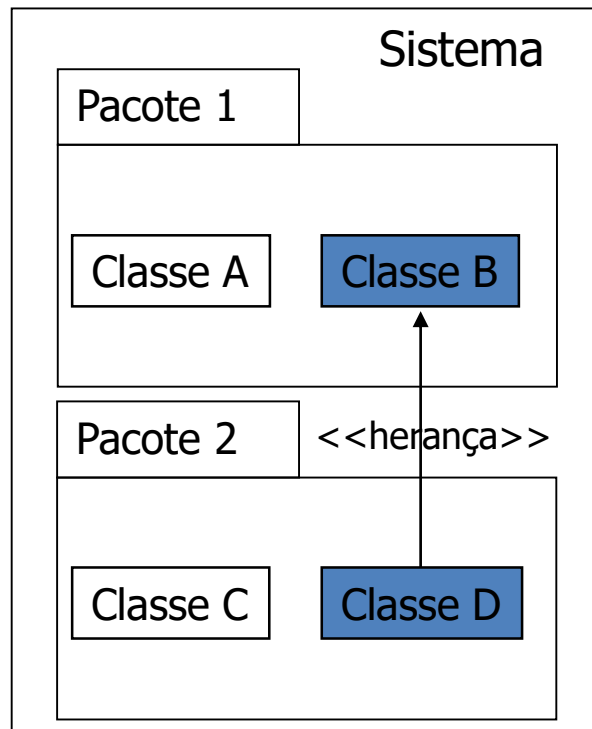 Sistema
Pacote 1
Classe A
Classe B
Pacote 2
<<herança>>
Classe C
Classe D